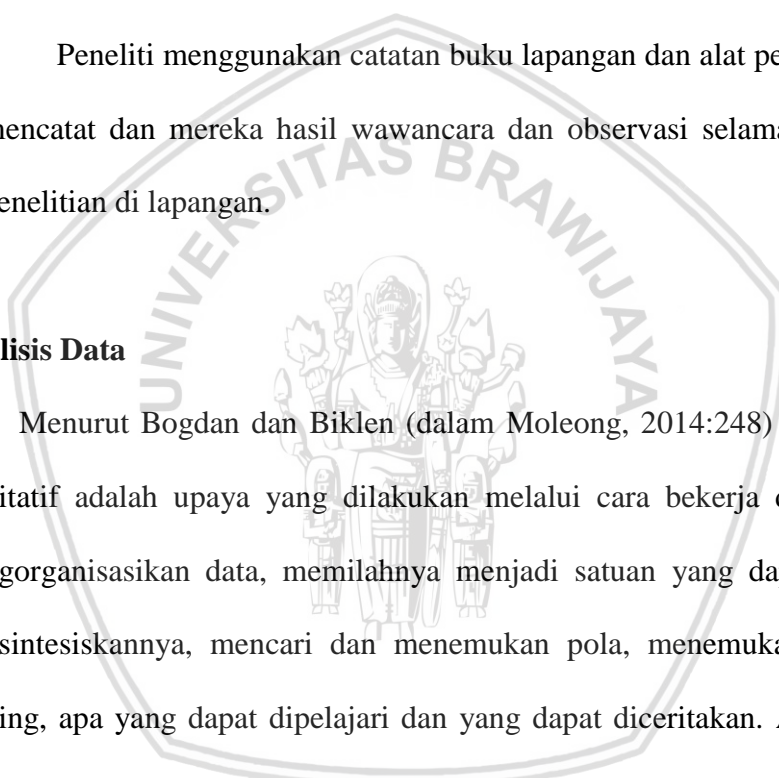 Peneliti menggunakan catatan buku lapangan dan alat pe
mencatat dan mereka hasil wawancara dan observasi selama
penelitian di lapangan.
UNIVERSITAS BRAWIJAYA
lisis Data
Menurut Bogdan dan Biklen (dalam Moleong, 2014:248)
itatif adalah upaya yang dilakukan melalui cara bekerja
gorganisasikan data, memilahnya menjadi satuan yang da
sintesiskannya, mencari dan menemukan pola, menemuka
ing, apa yang dapat dipelajari dan yang dapat diceritakan.